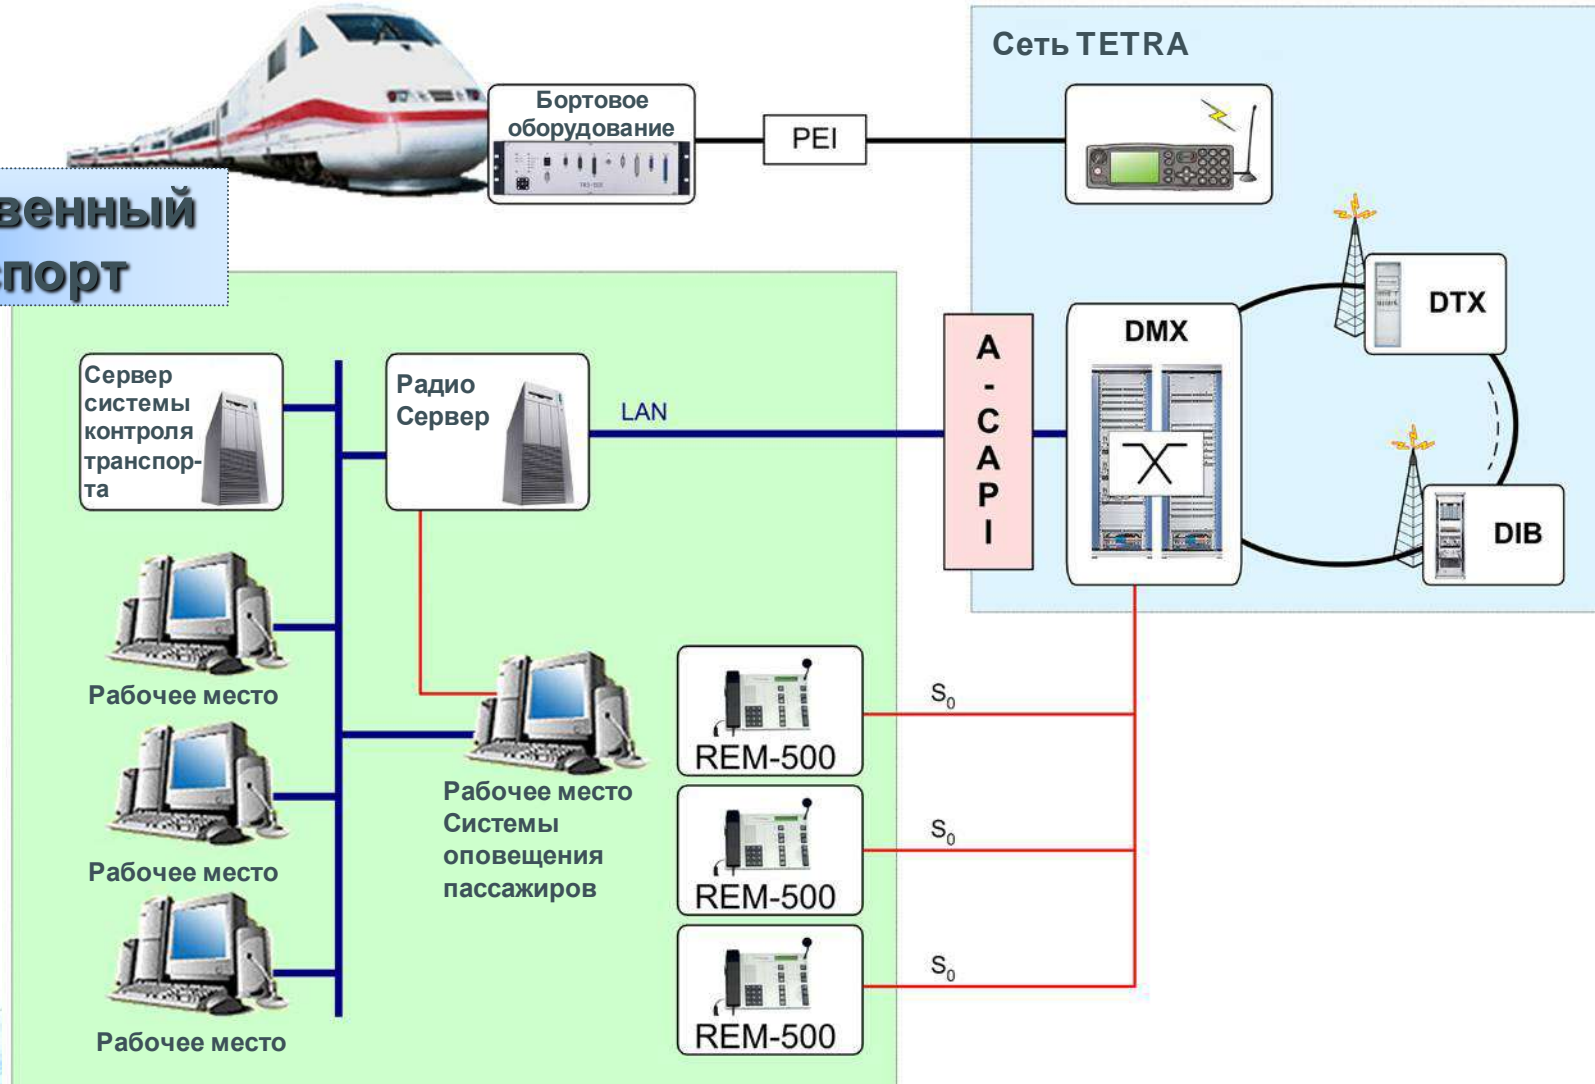 Сеть TETRA
Бортовое
оборудование
PEI
венный
спорт
DTX
DMX
DIB
A
-
C
A
P
I
Сервер
системы
контроля
транспор-
та
Радио
Сервер
LAN
Рабочее место
Рабочее место
Рабочее место
Рабочее место
Системы
оповещения
пассажиров
REM-500
REM-500
REM-500
S0
S0
S0